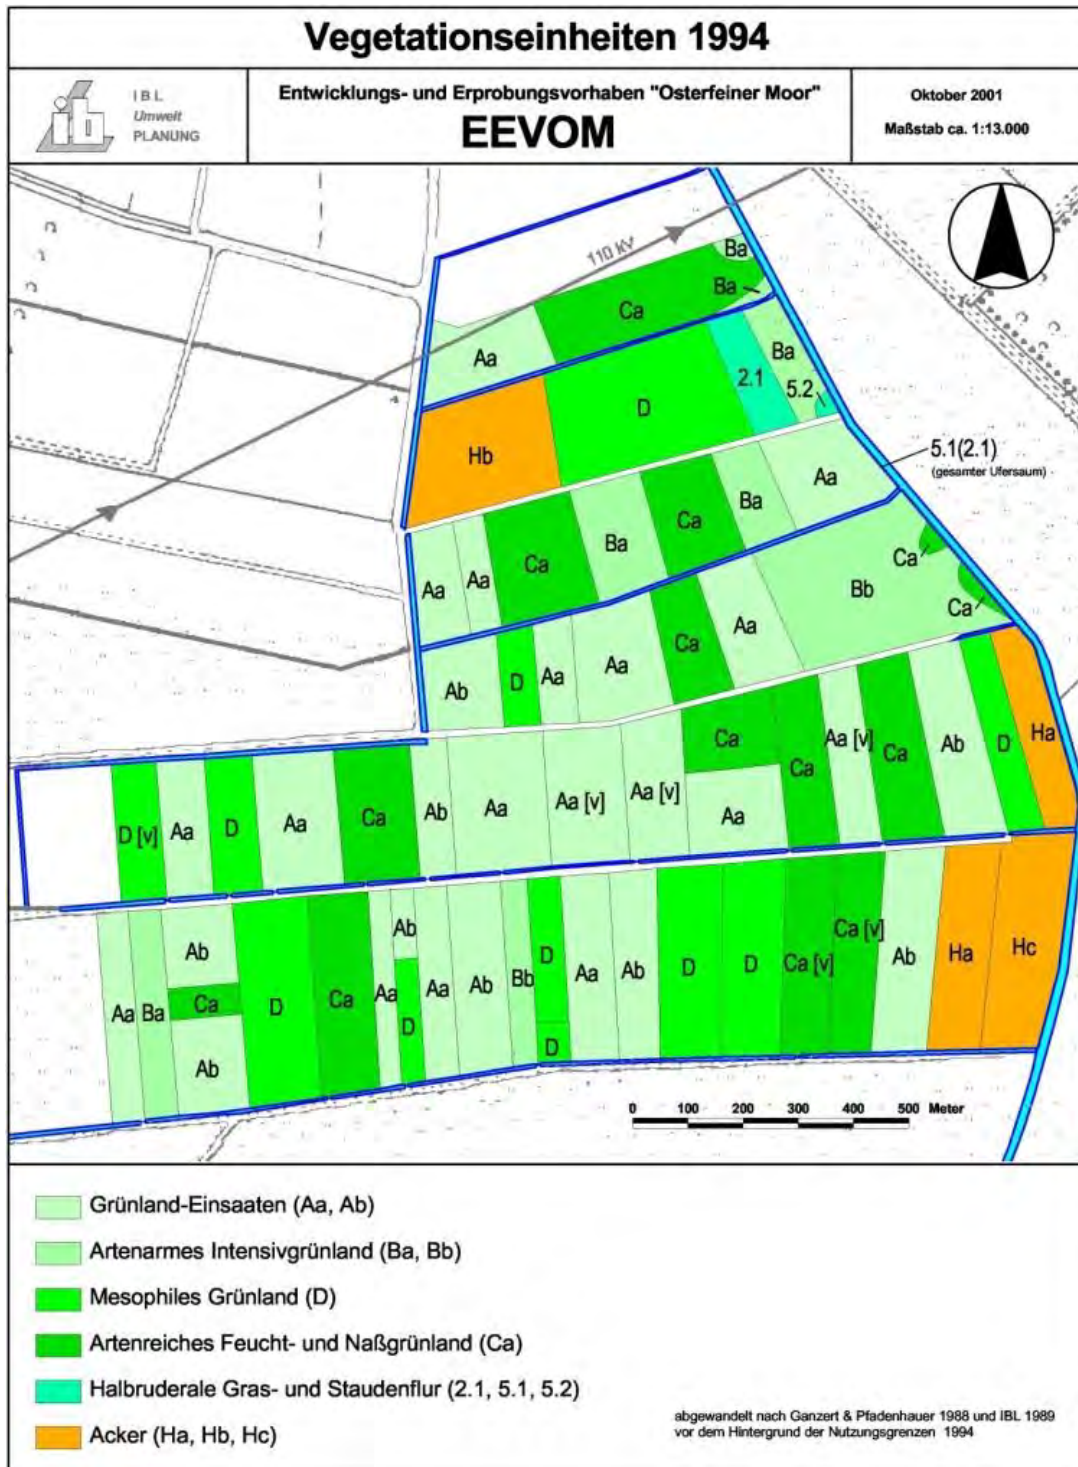 Vegetationseinheiten 1994
IBL
Umwelt
PLANUNG
Entwicklungs- und Erprobungsvorhaben "Osterfeiner Moor"
EEVOM
Oktober 2001
Maßstab ca. 1:13.000
110 kV
Ba
Ba
Ca
Aa
Ba
2.1
5.2
D
Hb
5.1(2.1)
(gesamter Ufersaum)
Aa
Ba
Ca
Ba
Ca
Aa
Aa
Ca
Bb
Ca
Aa
Ca
Aa
Aa
D
Ab
Ha
D
Ab
Ca
Aa [v]
Ca
Ca
Aa
Aa [v]
Aa [v]
Aa
Ab
Ca
Aa
D
Aa
D [v]
Aa
Ba
Ab
Ca
Ab
D
Ca
Aa
Ab
D
Aa
Ab
Bb
D
D
Aa
Ab
D
D
Ca [v]
Ca [v]
Ab
Ha
Hc
0 100 200 300 400 500 Meter
Grünland-Einsaaten (Aa, Ab)
Artenarmes Intensivgrünland (Ba, Bb)
Mesophiles Grünland (D)
Artenreiches Feucht- und Naßgrünland (Ca)
Halbruderale Gras- und Staudenflur (2.1, 5.1, 5.2)
Acker (Ha, Hb, Hc)
abgewandelt nach Ganzert & Pfadenhauer 1988 und IBL 1989
vor dem Hintergrund der Nutzungsgrenzen 1994